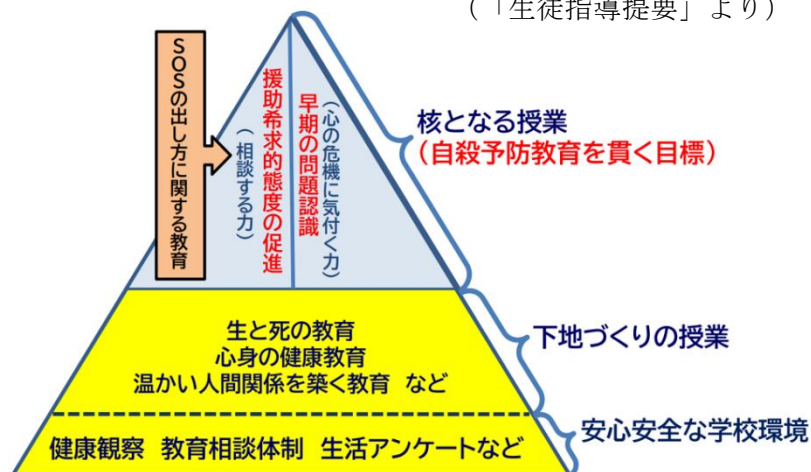 （「生徒指導提要」より）
SOSの出し方に関する教育
援助希求的態度の促進
（相談する力）
早期の問題認識
（心の危機に気付く力）
核となる授業
（自殺予防教育を貫く目標）
生と死の教育
心身の健康教育
温かい人間関係を築く教育 など
下地づくりの授業
健康観察 教育相談体制 生活アンケートなど
安心安全な学校環境